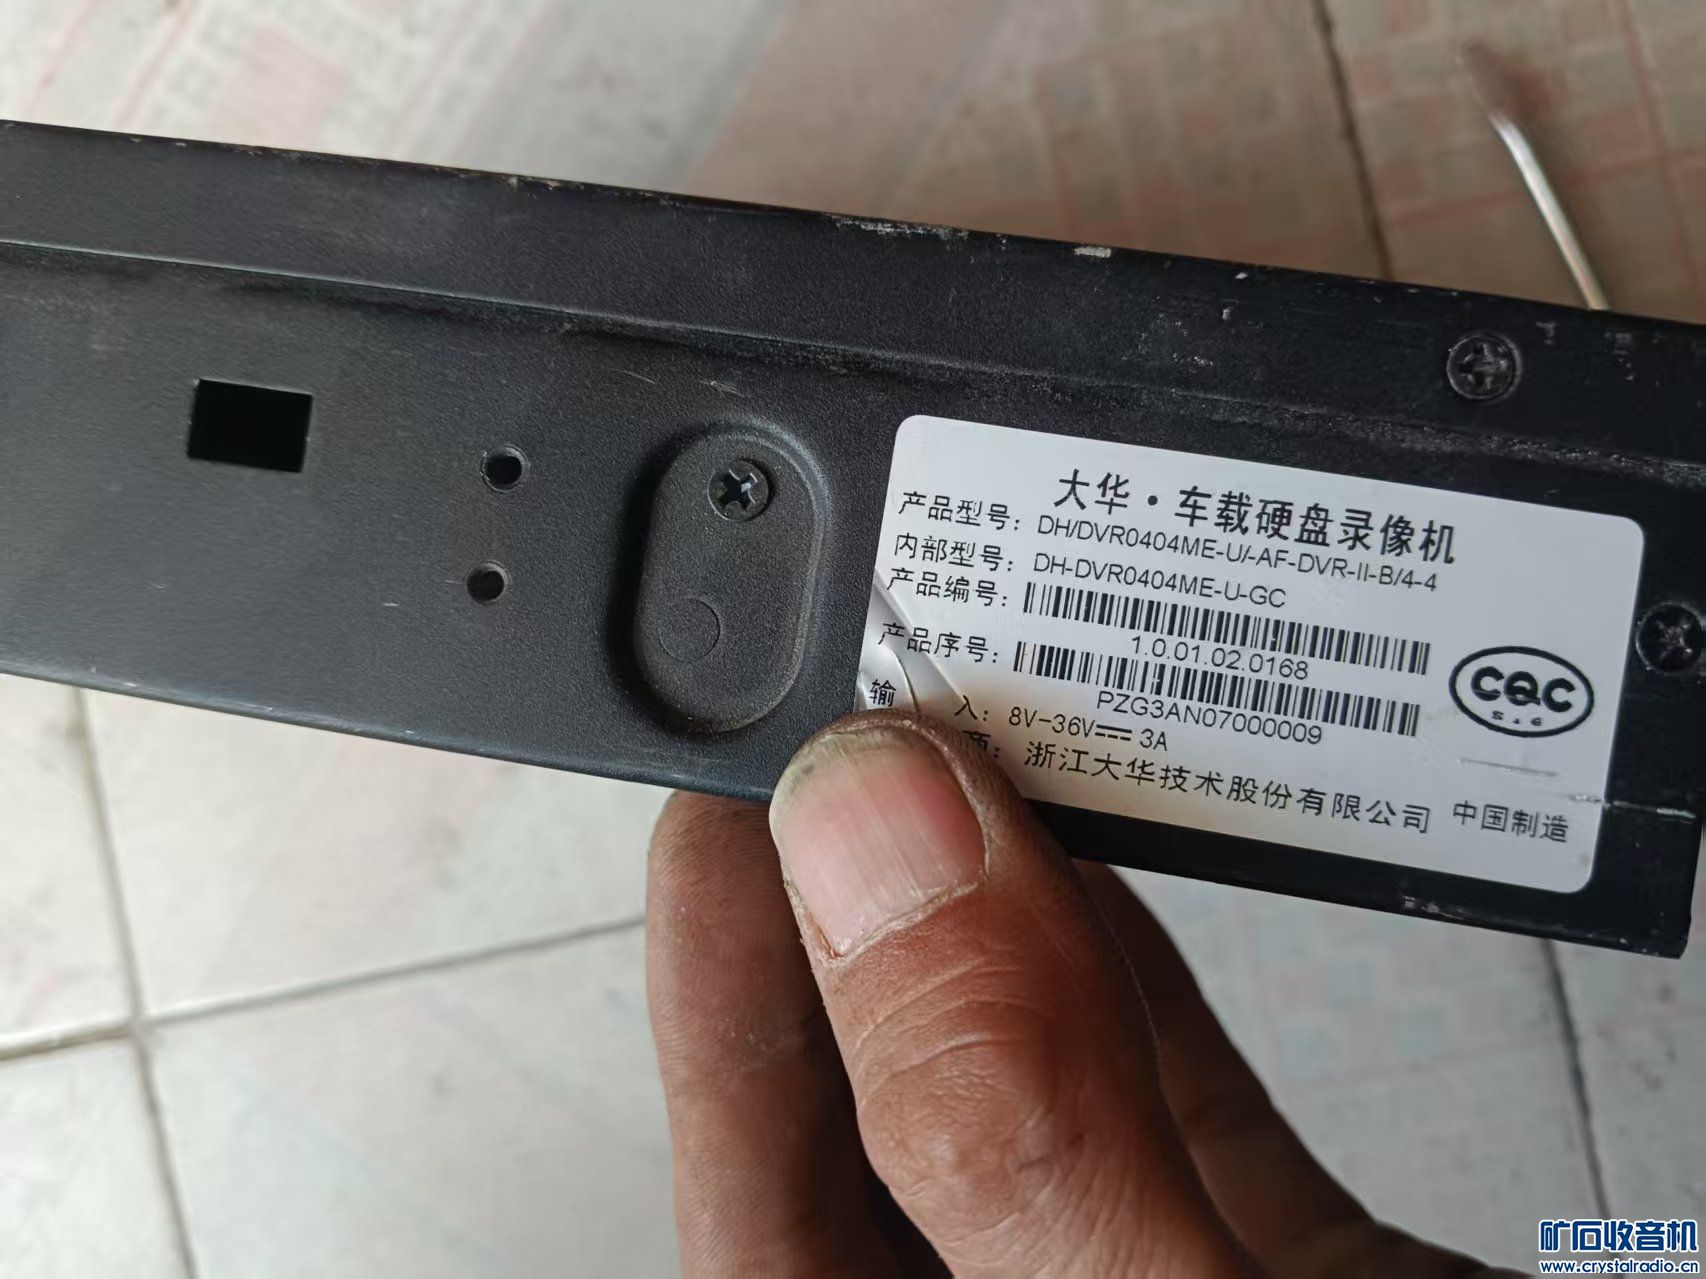 大华·车载硬盘录像机
产品型号：DH/DVR0404ME-U/-AF-DVR-II-B/4-4
内部型号：DH-DVR0404ME-U-GC
产品编号：
1.0.01.02.0168
产品序号：
PZG3AN07000009
输 入：8V-36V 3A
商：浙江大华技术股份有限公司 中国制造
CQC
矿石收音机
www.crystalradio.cn